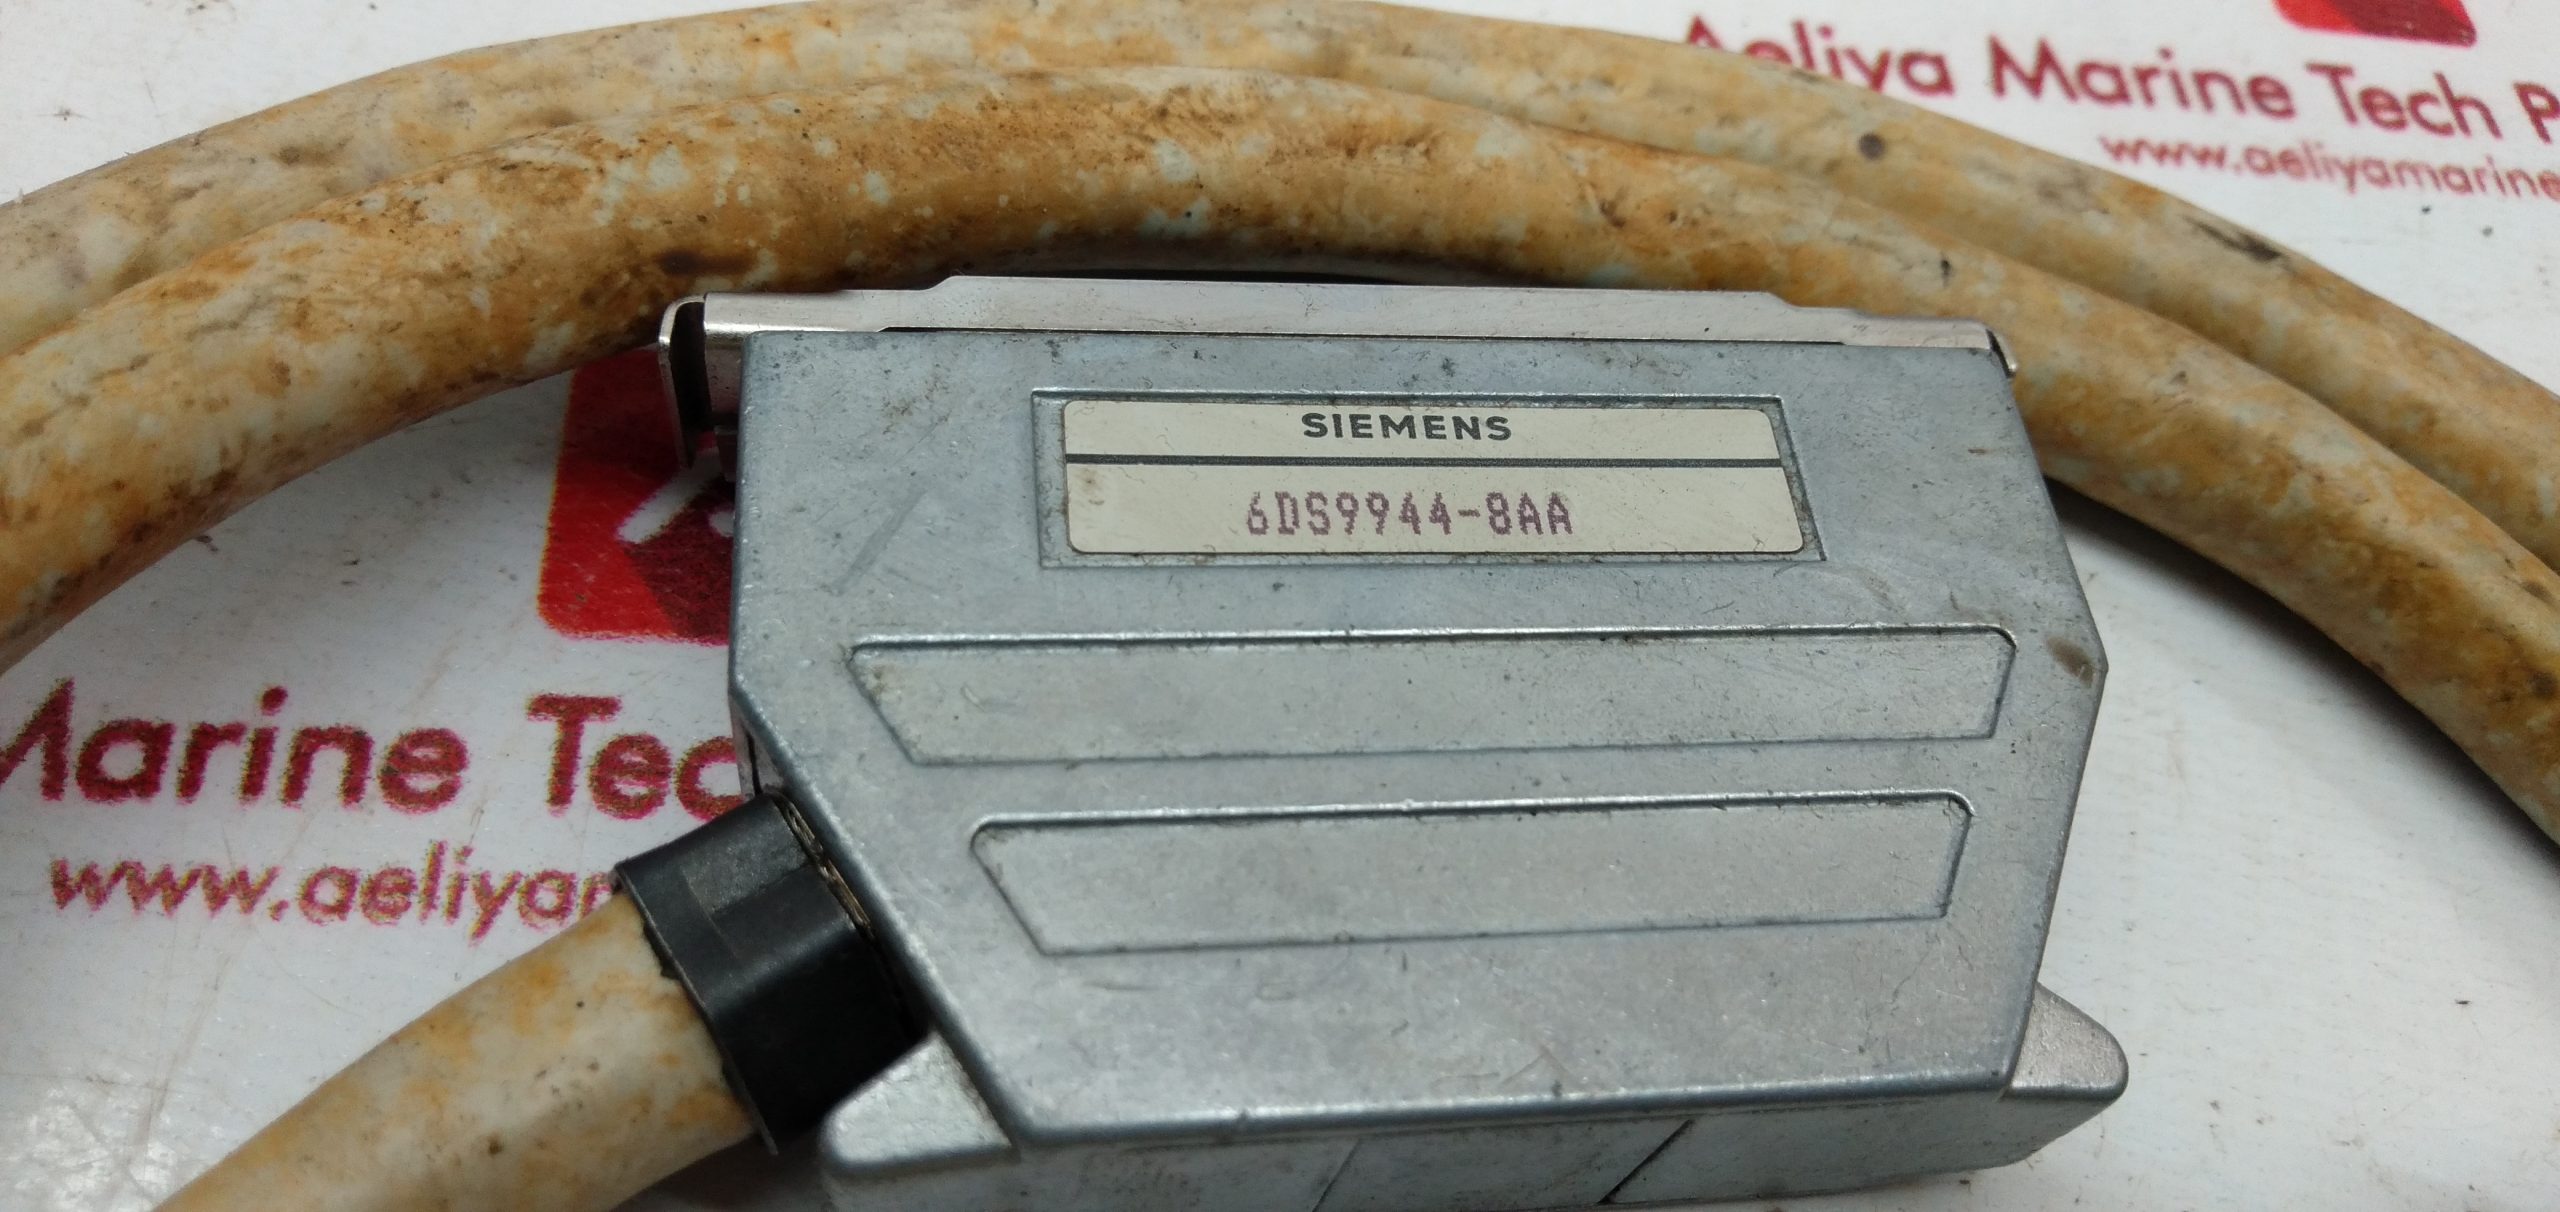 Aeliya Marine Tech P
www.aeliyamarine
SIEMENS
6DS9944-8AA
Marine Tec
www.aeliyar